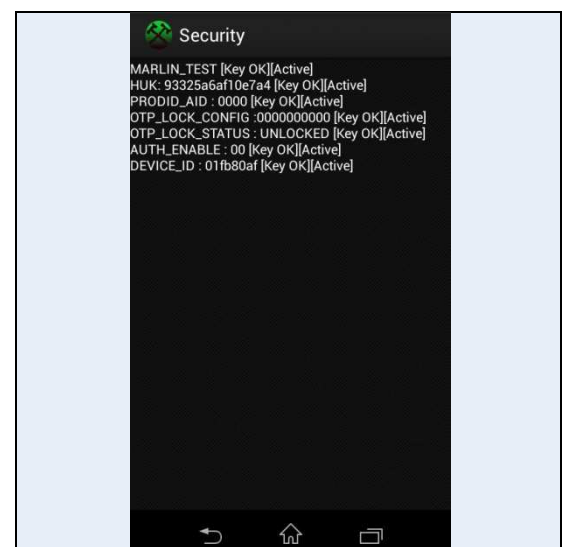 Security
MARLIN_TEST [Key OK][Active]
HUK: 93325a6af10e7a4 [Key OK][Active]
PRODID_AID : 0000 [Key OK][Active]
OTP_LOCK_CONFIG :0000000000 [Key OK][Active]
OTP_LOCK_STATUS : UNLOCKED [Key OK][Active]
AUTH_ENABLE : 00 [Key OK][Active]
DEVICE_ID : 01fb80af [Key OK][Active]